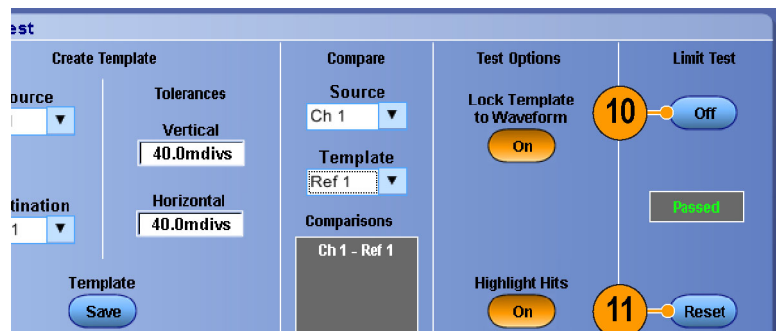 est
Create Template
Compare
Test Options
Limit Test
ource
Tolerances
Vertical
40.0mdivs
Horizontal
40.0mdivs
tination
1
Template
Save
Source
Ch 1
Template
Ref 1
Comparisons
Ch 1 - Ref 1
Lock Template
to Waveform
On
Highlight Hits
On
10
Off
Passed
11
Reset